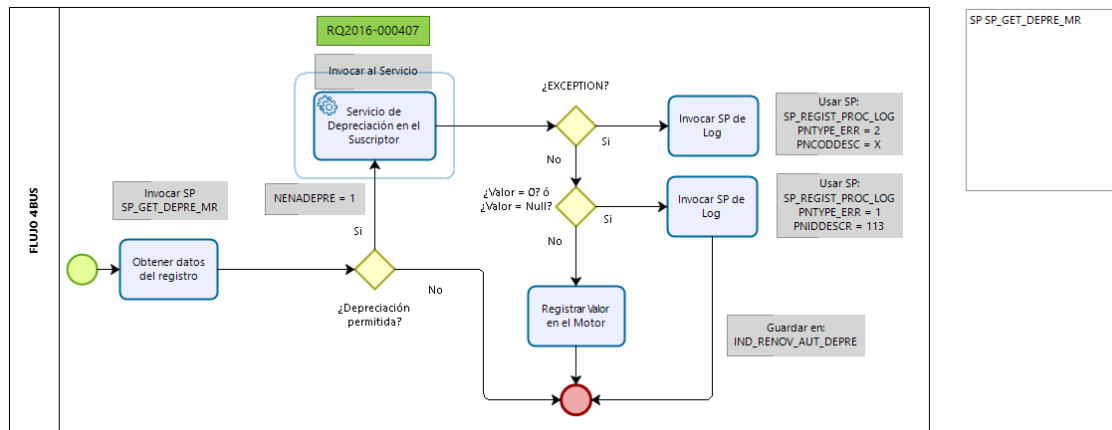 RQ2016-000407
SP SP_GET_DEPRE_MR
Invocar al Servicio
¿EXCEPTION?
Servicio de
Depreciación en el
Suscriptor
Invocar SP de
Log
Usar SP:
SP_REGIST_PROC_LOG
PNTYPE_ERR = 2
PNCODDESC = X
Si
No
FLUJO 4BUS
Invocar SP
SP_GET_DEPRE_MR
NENADEPRE = 1
¿Valor = 0? ó
¿Valor = Null?
Invocar SP de
Log
Usar SP:
SP_REGIST_PROC_LOG
PNTYPE_ERR = 1
PNIDDESCR = 113
Si
Si
No
Obtener datos
del registro
No
¿Depreciación
permitida?
Registrar Valor
en el Motor
Guardar en:
IND_RENOV_AUT_DEPRE